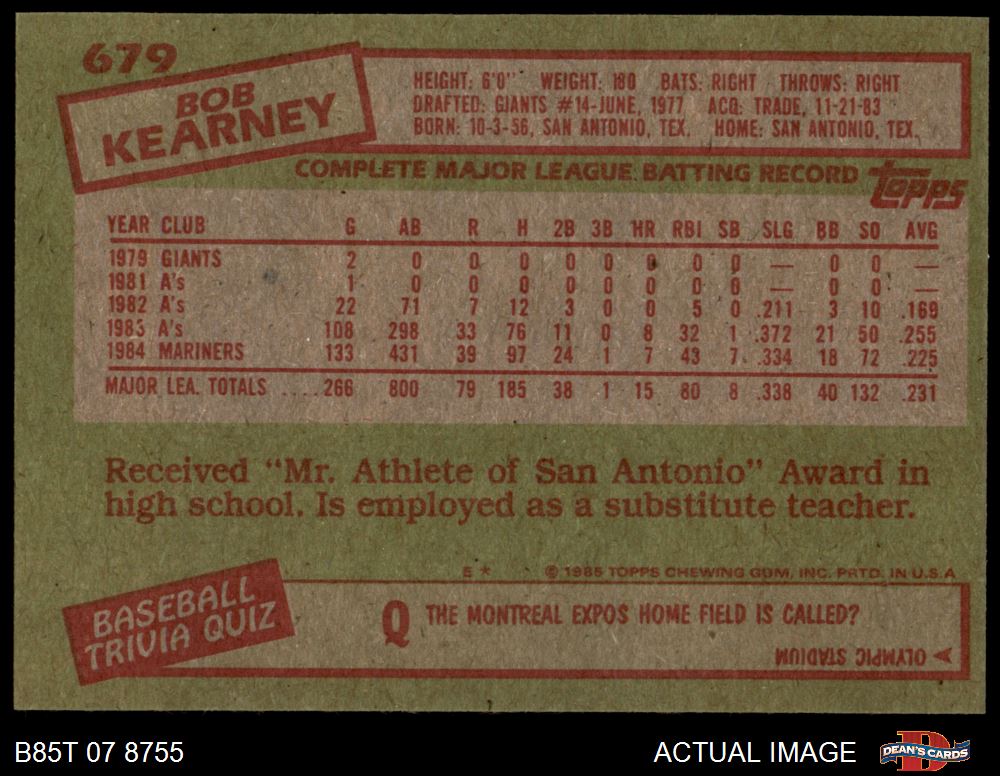 679
BOB
KEARNEY
HEIGHT: 6'0" WEIGHT: 180 BATS: RIGHT THROWS: RIGHT
DRAFTED: GIANTS #14-JUNE, 1977 ACQ: TRADE, 11-21-83
BORN: 10-3-56, SAN ANTONIO, TEX. HOME: SAN ANTONIO, TEX.
COMPLETE MAJOR LEAGUE BATTING RECORD
topps
YEAR CLUB G AB R H 2B 3B HR RBI SB SLG BB SO AVG
1979 GIANTS 2 0 0 0 0 0 0 0 0 — 0 0 —
1981 A's 1 0 0 0 0 0 0 0 0 — 0 0 —
1982 A's 22 71 7 12 3 0 0 5 0 .211 3 10 .169
1983 A's 108 298 33 76 11 0 8 32 1 .372 21 50 .255
1984 MARINERS 133 431 39 97 24 1 7 43 7 .334 18 72 .225
MAJOR LEA. TOTALS ....266 800 79 185 38 1 15 80 8 .338 40 132 .231
Received "Mr. Athlete of San Antonio" Award in
high school. Is employed as a substitute teacher.
E * © 1985 TOPPS CHEWING GUM, INC. PRTD. IN U.S.A
BASEBALL
TRIVIA QUIZ
Q THE MONTREAL EXPOS HOME FIELD IS CALLED?
A OLYMPIC STADIUM
B85T 07 8755
ACTUAL IMAGE
D
DEAN'S CARDS